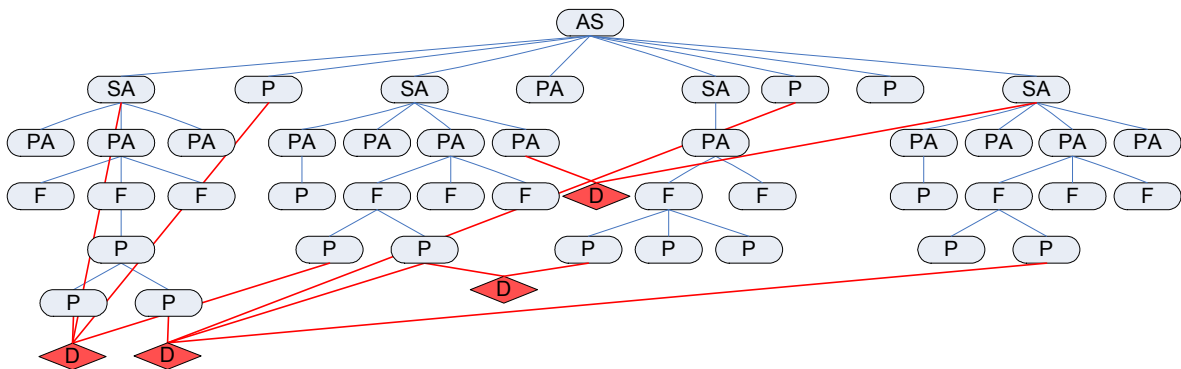 AS
SA P SA PA SA P P SA
PA PA PA PA PA PA PA PA PA PA PA PA
F F F P F F F D F F P F F F
P P P P P P P P
P P D
D D